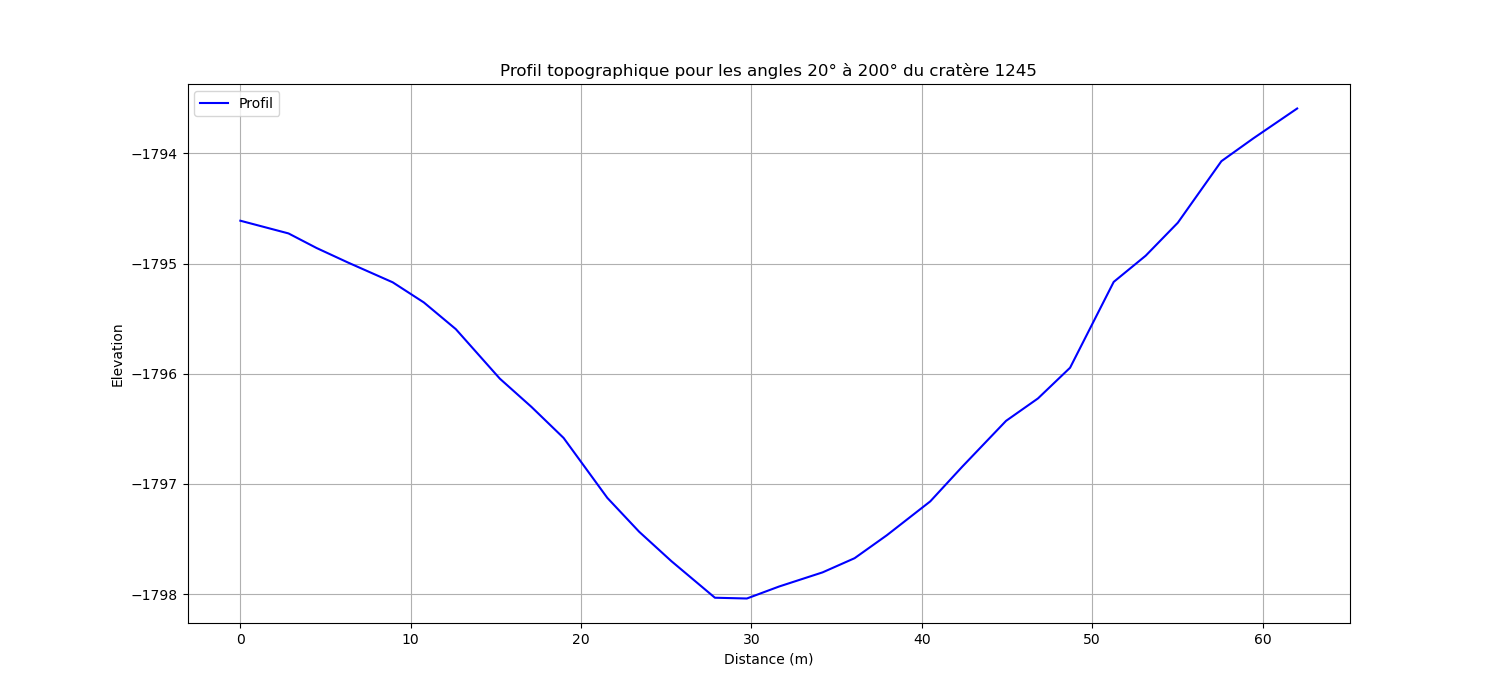 Profil topographique pour les angles 20° à 200° du cratère 1245
Profil
−1794
−1795
−1796
−1797
−1798
Elevation
0 10 20 30 40 50 60
Distance (m)